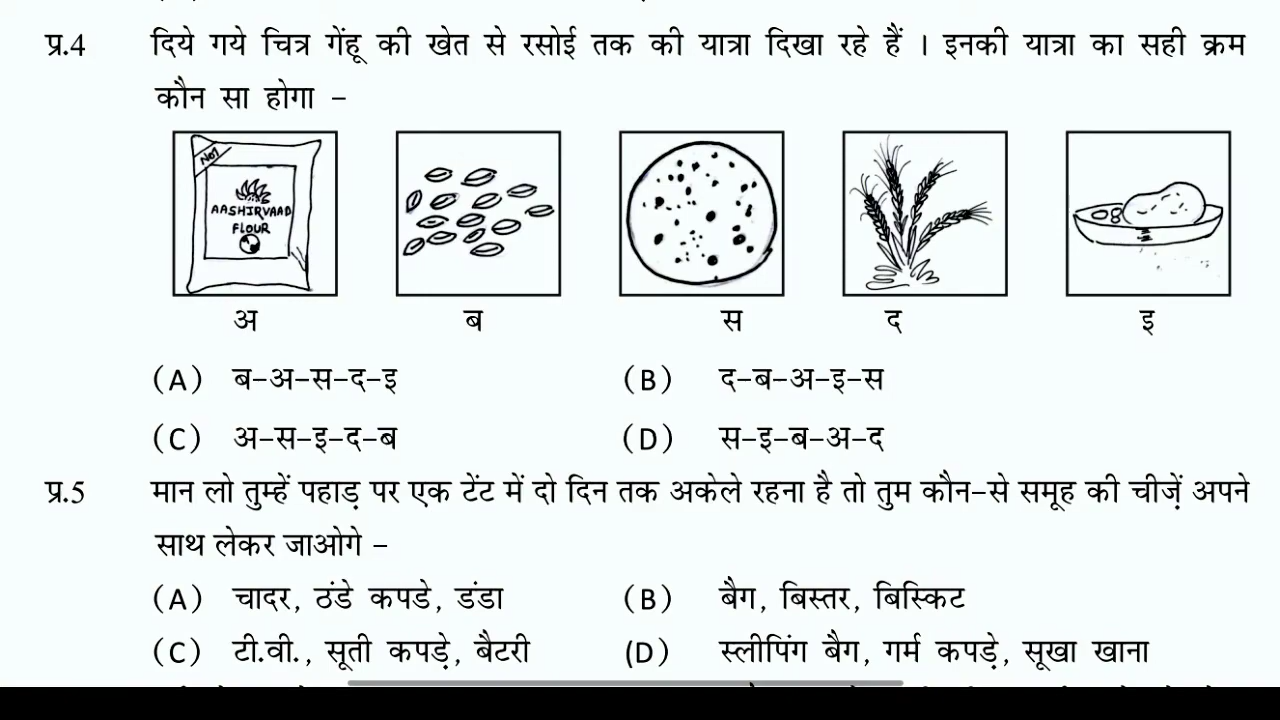 प्र.4 दिये गये चित्र गेंहू की खेत से रसोई तक की यात्रा दिखा रहे हैं । इनकी यात्रा का सही क्रम
कौन सा होगा –
No1
AASHIRVAAD
FLOUR
अ ब स द इ
(A) ब-अ-स-द-इ (B) द-ब-अ-इ-स
(C) अ-स-इ-द-ब (D) स-इ-ब-अ-द
प्र.5 मान लो तुम्हें पहाड़ पर एक टेंट में दो दिन तक अकेले रहना है तो तुम कौन-से समूह की चीज़ें अपने
साथ लेकर जाओगे –
(A) चादर, ठंडे कपडे, डंडा (B) बैग, बिस्तर, बिस्किट
(C) टी.वी., सूती कपड़े, बैटरी (D) स्लीपिंग बैग, गर्म कपड़े, सूखा खाना